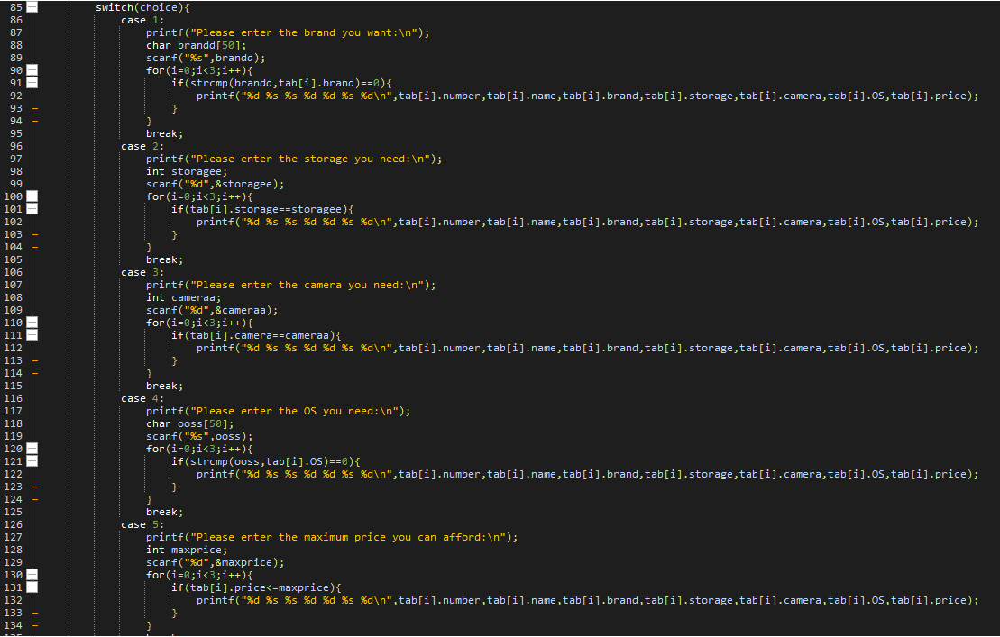 85 switch(choice){
86 case 1:
87 printf("Please enter the brand you want:\n");
88 char brandd[50];
89 scanf("%s",brandd);
90 for(i=0;i<3;i++){
91 if(strcmp(brandd,tab[i].brand)==0){
92 printf("%d %s %s %d %d %s %d\n",tab[i].number,tab[i].name,tab[i].brand,tab[i].storage,tab[i].camera,tab[i].OS,tab[i].price);
93 }
94 }
95 break;
96 case 2:
97 printf("Please enter the storage you need:\n");
98 int storagee;
99 scanf("%d",&storagee);
100 for(i=0;i<3;i++){
101 if(tab[i].storage==storagee){
102 printf("%d %s %s %d %d %s %d\n",tab[i].number,tab[i].name,tab[i].brand,tab[i].storage,tab[i].camera,tab[i].OS,tab[i].price);
103 }
104 }
105 break;
106 case 3:
107 printf("Please enter the camera you need:\n");
108 int cameraa;
109 scanf("%d",&cameraa);
110 for(i=0;i<3;i++){
111 if(tab[i].camera==cameraa){
112 printf("%d %s %s %d %d %s %d\n",tab[i].number,tab[i].name,tab[i].brand,tab[i].storage,tab[i].camera,tab[i].OS,tab[i].price);
113 }
114 }
115 break;
116 case 4:
117 printf("Please enter the OS you need:\n");
118 char ooss[50];
119 scanf("%s",ooss);
120 for(i=0;i<3;i++){
121 if(strcmp(ooss,tab[i].OS)==0){
122 printf("%d %s %s %d %d %s %d\n",tab[i].number,tab[i].name,tab[i].brand,tab[i].storage,tab[i].camera,tab[i].OS,tab[i].price);
123 }
124 }
125 break;
126 case 5:
127 printf("Please enter the maximum price you can afford:\n");
128 int maxprice;
129 scanf("%d",&maxprice);
130 for(i=0;i<3;i++){
131 if(tab[i].price<=maxprice){
132 printf("%d %s %s %d %d %s %d\n",tab[i].number,tab[i].name,tab[i].brand,tab[i].storage,tab[i].camera,tab[i].OS,tab[i].price);
133 }
134 }